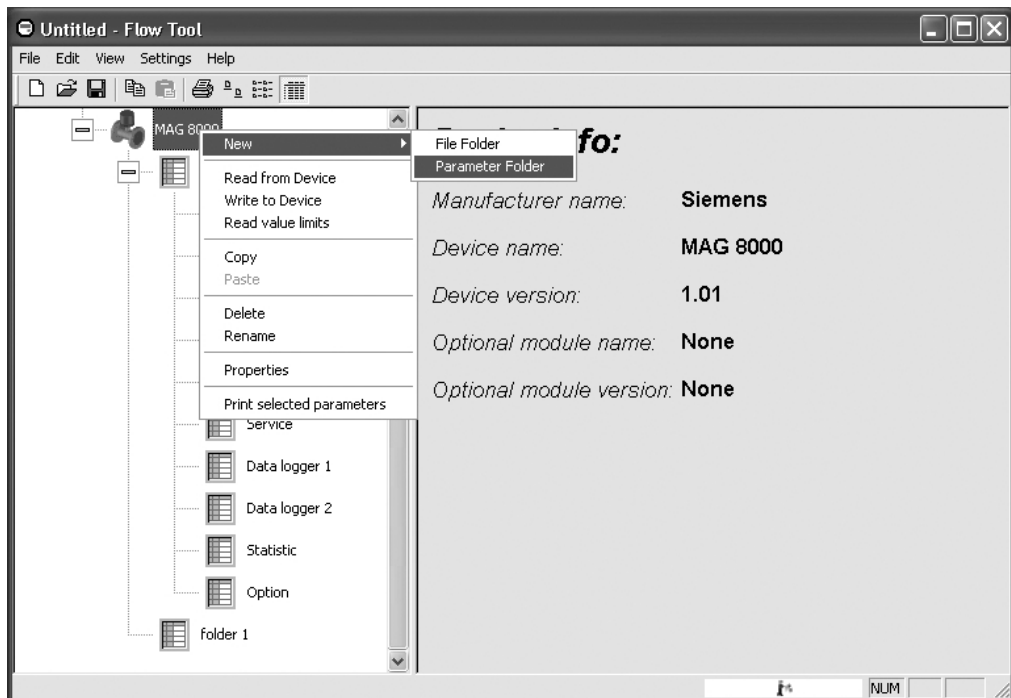 Untitled - Flow Tool
File Edit View Settings Help
MAG 8000
New
File Folder
Parameter Folder
Read from Device
Write to Device
Read value limits
Copy
Paste
Delete
Rename
Properties
Print selected parameters
Service
Data logger 1
Data logger 2
Statistic
Option
folder 1
fo:
Manufacturer name: Siemens
Device name: MAG 8000
Device version: 1.01
Optional module name: None
Optional module version: None
NUM